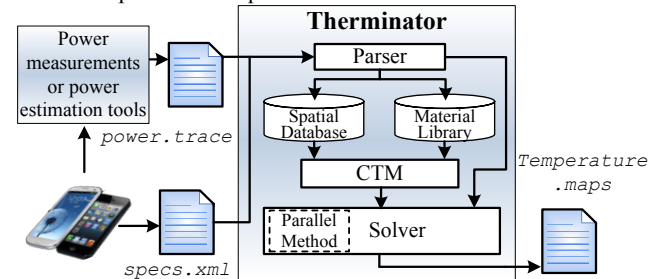 Therminator
Power
measurements
or power
estimation tools
Parser
power.trace
Spatial
Database
Material
Library
CTM
Temperature
.maps
Parallel
Method
Solver
specs.xml